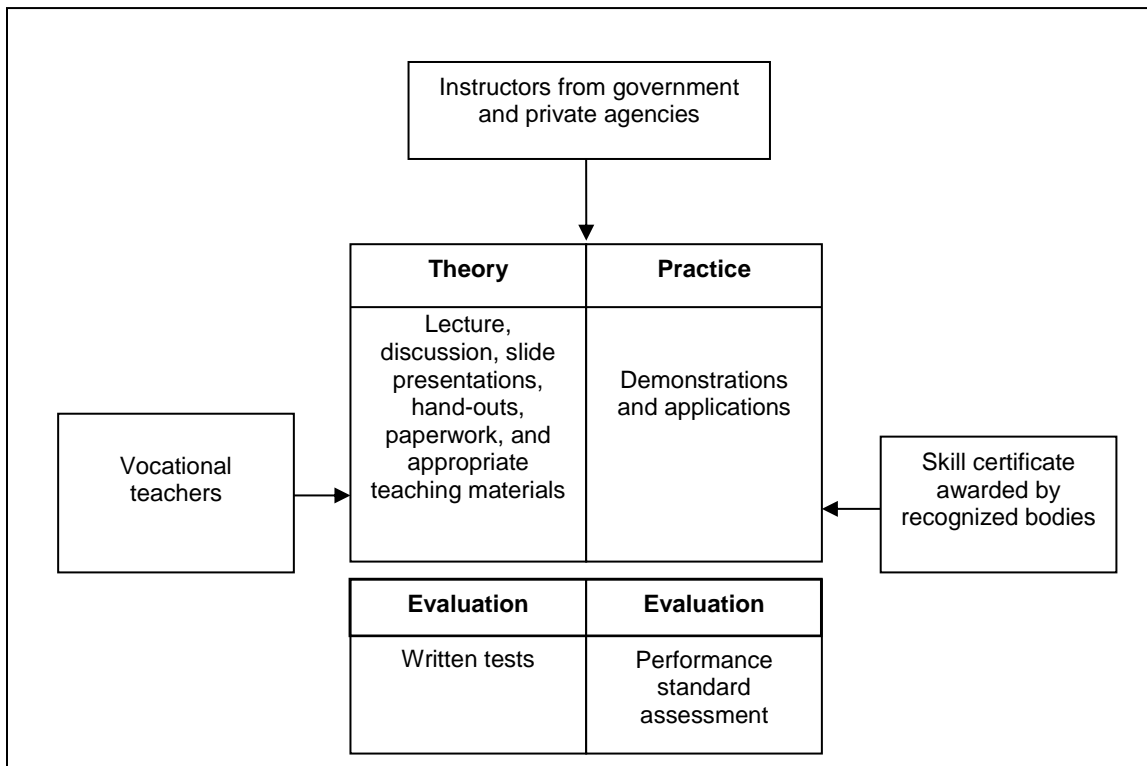 Instructors from government
and private agencies
Theory
Practice
Lecture,
discussion, slide
presentations,
hand-outs,
paperwork, and
appropriate
teaching materials
Demonstrations
and applications
Vocational
teachers
Skill certificate
awarded by
recognized bodies
Evaluation
Evaluation
Written tests
Performance
standard
assessment